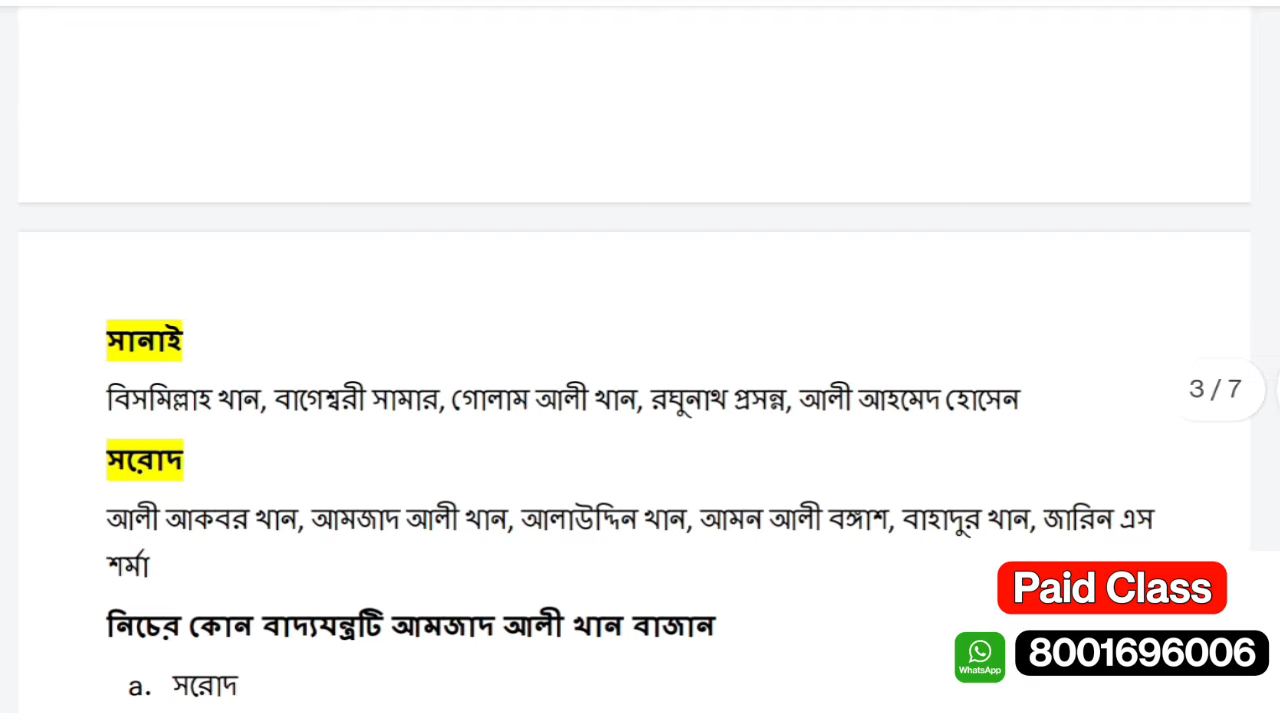 সানাই
বিসমিল্লাহ খান, বাগেশ্বরী সামার, গোলাম আলী খান, রঘুনাথ প্রসন্ন, আলী আহমেদ হোসেন
3 / 7
সরোদ
আলী আকবর খান, আমজাদ আলী খান, আলাউদ্দিন খান, আমন আলী বঙ্গাশ, বাহাদুর খান, জারিন এস
শর্মা
Paid Class
নিচের কোন বাদ্যযন্ত্রটি আমজাদ আলী খান বাজান
WhatsApp
8001696006
a. সরোদ